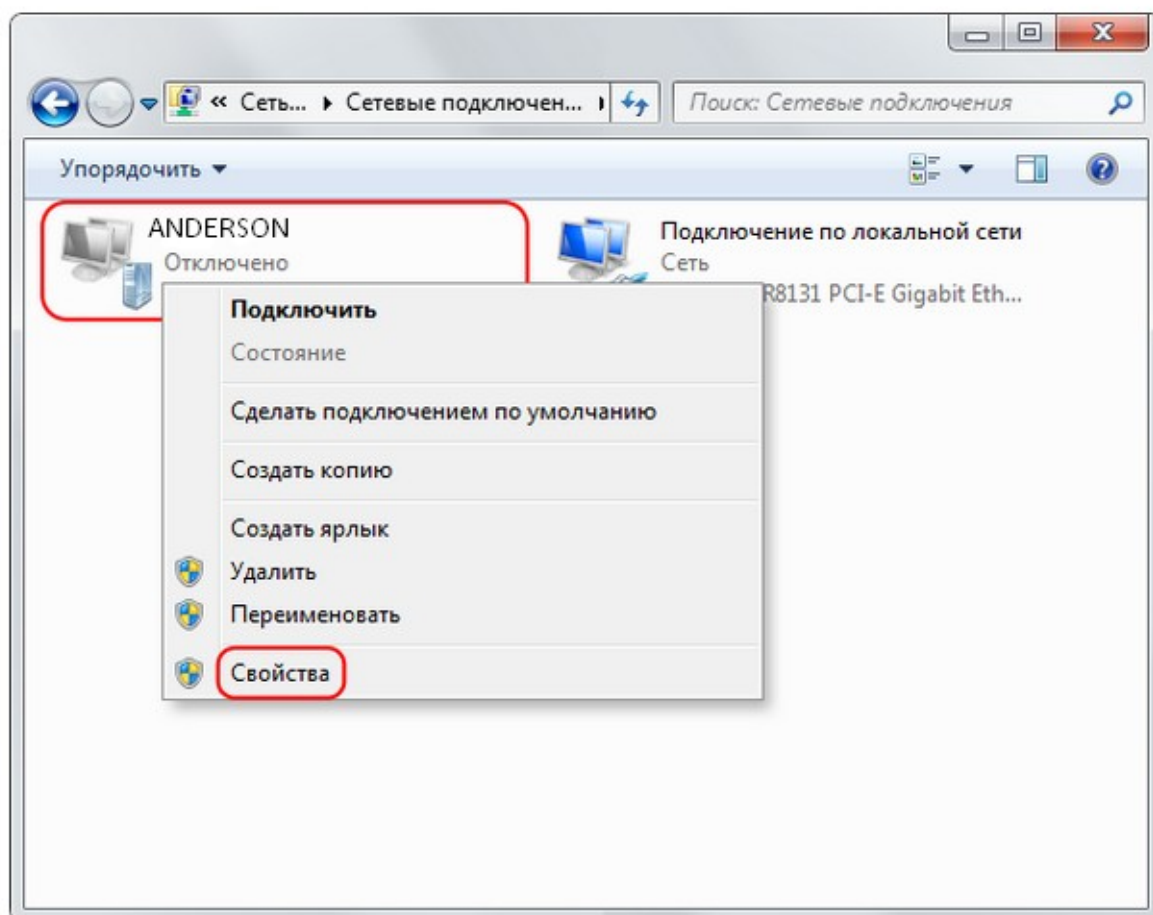 « Сеть... Сетевые подключен...
Поиск: Сетевые подключения
Упорядочить
ANDERSON
Отключено
Подключение по локальной сети
Сеть
R8131 PCI-E Gigabit Eth...
Подключить
Состояние
Сделать подключением по умолчанию
Создать копию
Создать ярлык
Удалить
Переименовать
Свойства